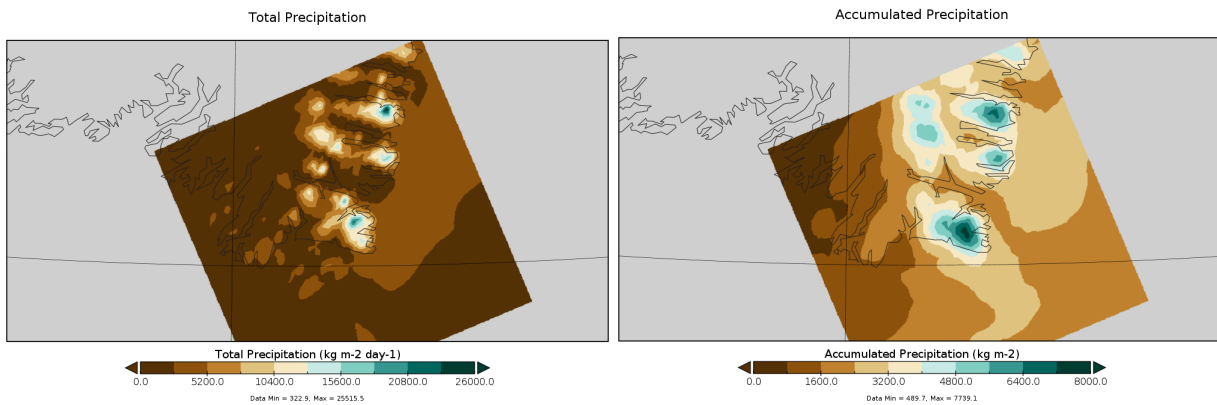 Total Precipitation
Accumulated Precipitation
Total Precipitation (kg m-2 day-1)
0.0 5200.0 10400.0 15600.0 20800.0 26000.0
Data Min = 322.9, Max = 25515.5
Accumulated Precipitation (kg m-2)
0.0 1600.0 3200.0 4800.0 6400.0 8000.0
Data Min = 489.7, Max = 7739.1